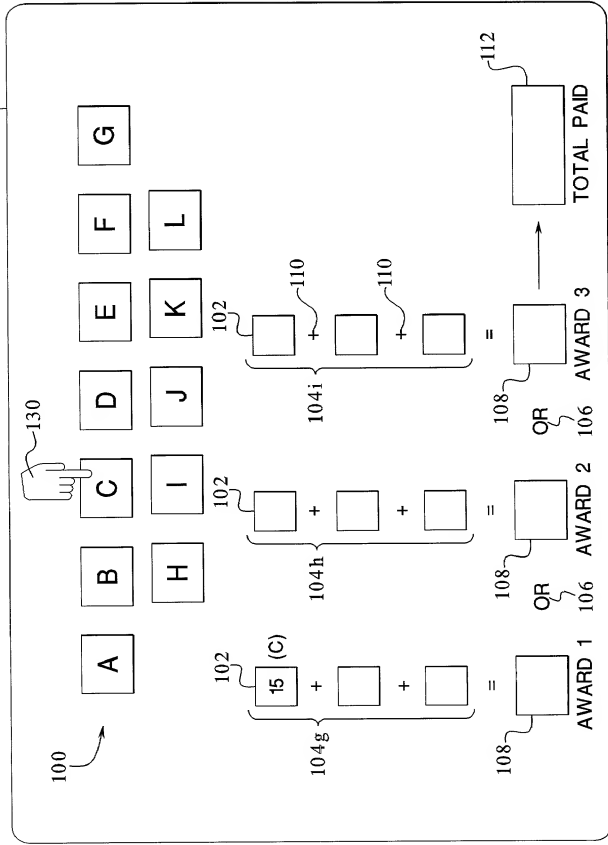 130
A B C D E F G
100
H I J K L
102 102 102
15 (C)
+ + + 110
104g 104h 104i
+ + + 110
= = =
112
108 OR 108 OR 108
106 106
AWARD 1 AWARD 2 AWARD 3 TOTAL PAID